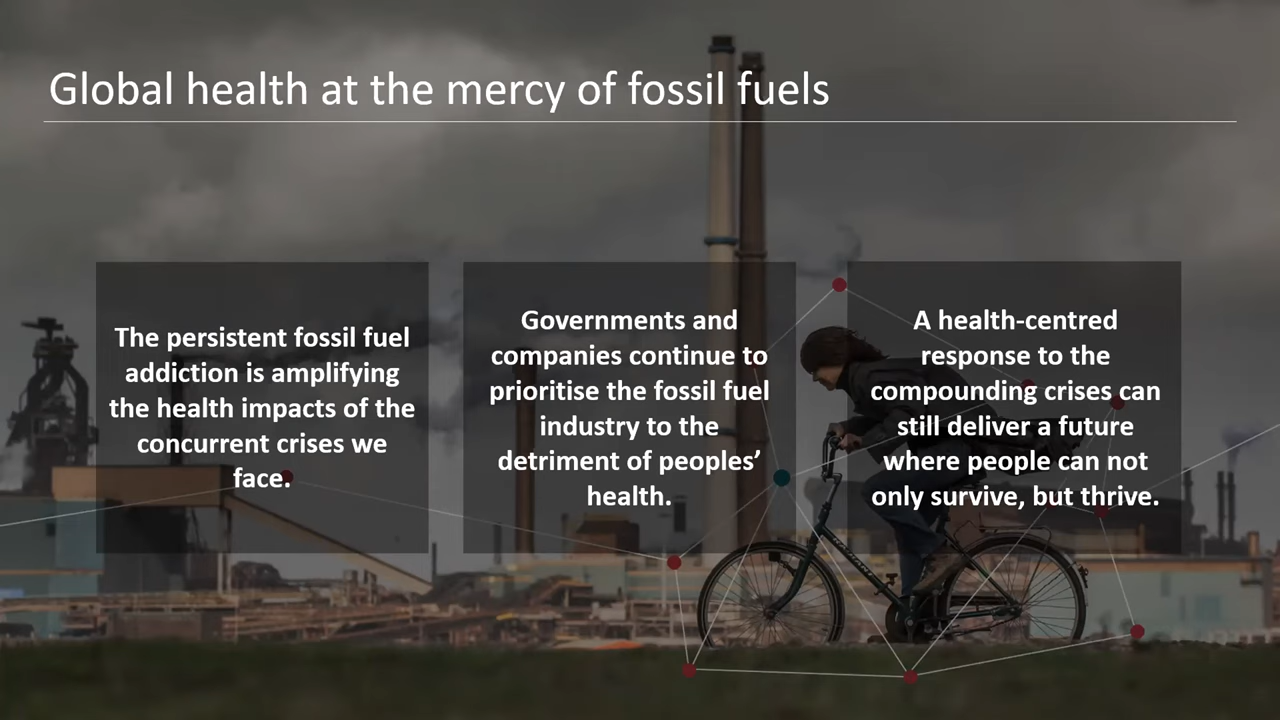 Global health at the mercy of fossil fuels
The persistent fossil fuel
addiction is amplifying
the health impacts of the
concurrent crises we
face.
Governments and
companies continue to
prioritise the fossil fuel
industry to the
detriment of peoples’
health.
A health-centred
response to the
compounding crises can
still deliver a future
where people can not
only survive, but thrive.